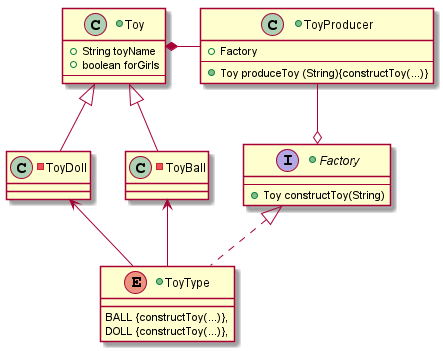 C Toy
String toyName
boolean forGirls
C ToyProducer
Factory
Toy produceToy (String){constructToy(...)}
C ToyDoll
C ToyBall
I Factory
Toy constructToy(String)
E ToyType
BALL {constructToy(...)},
DOLL {constructToy(...)},